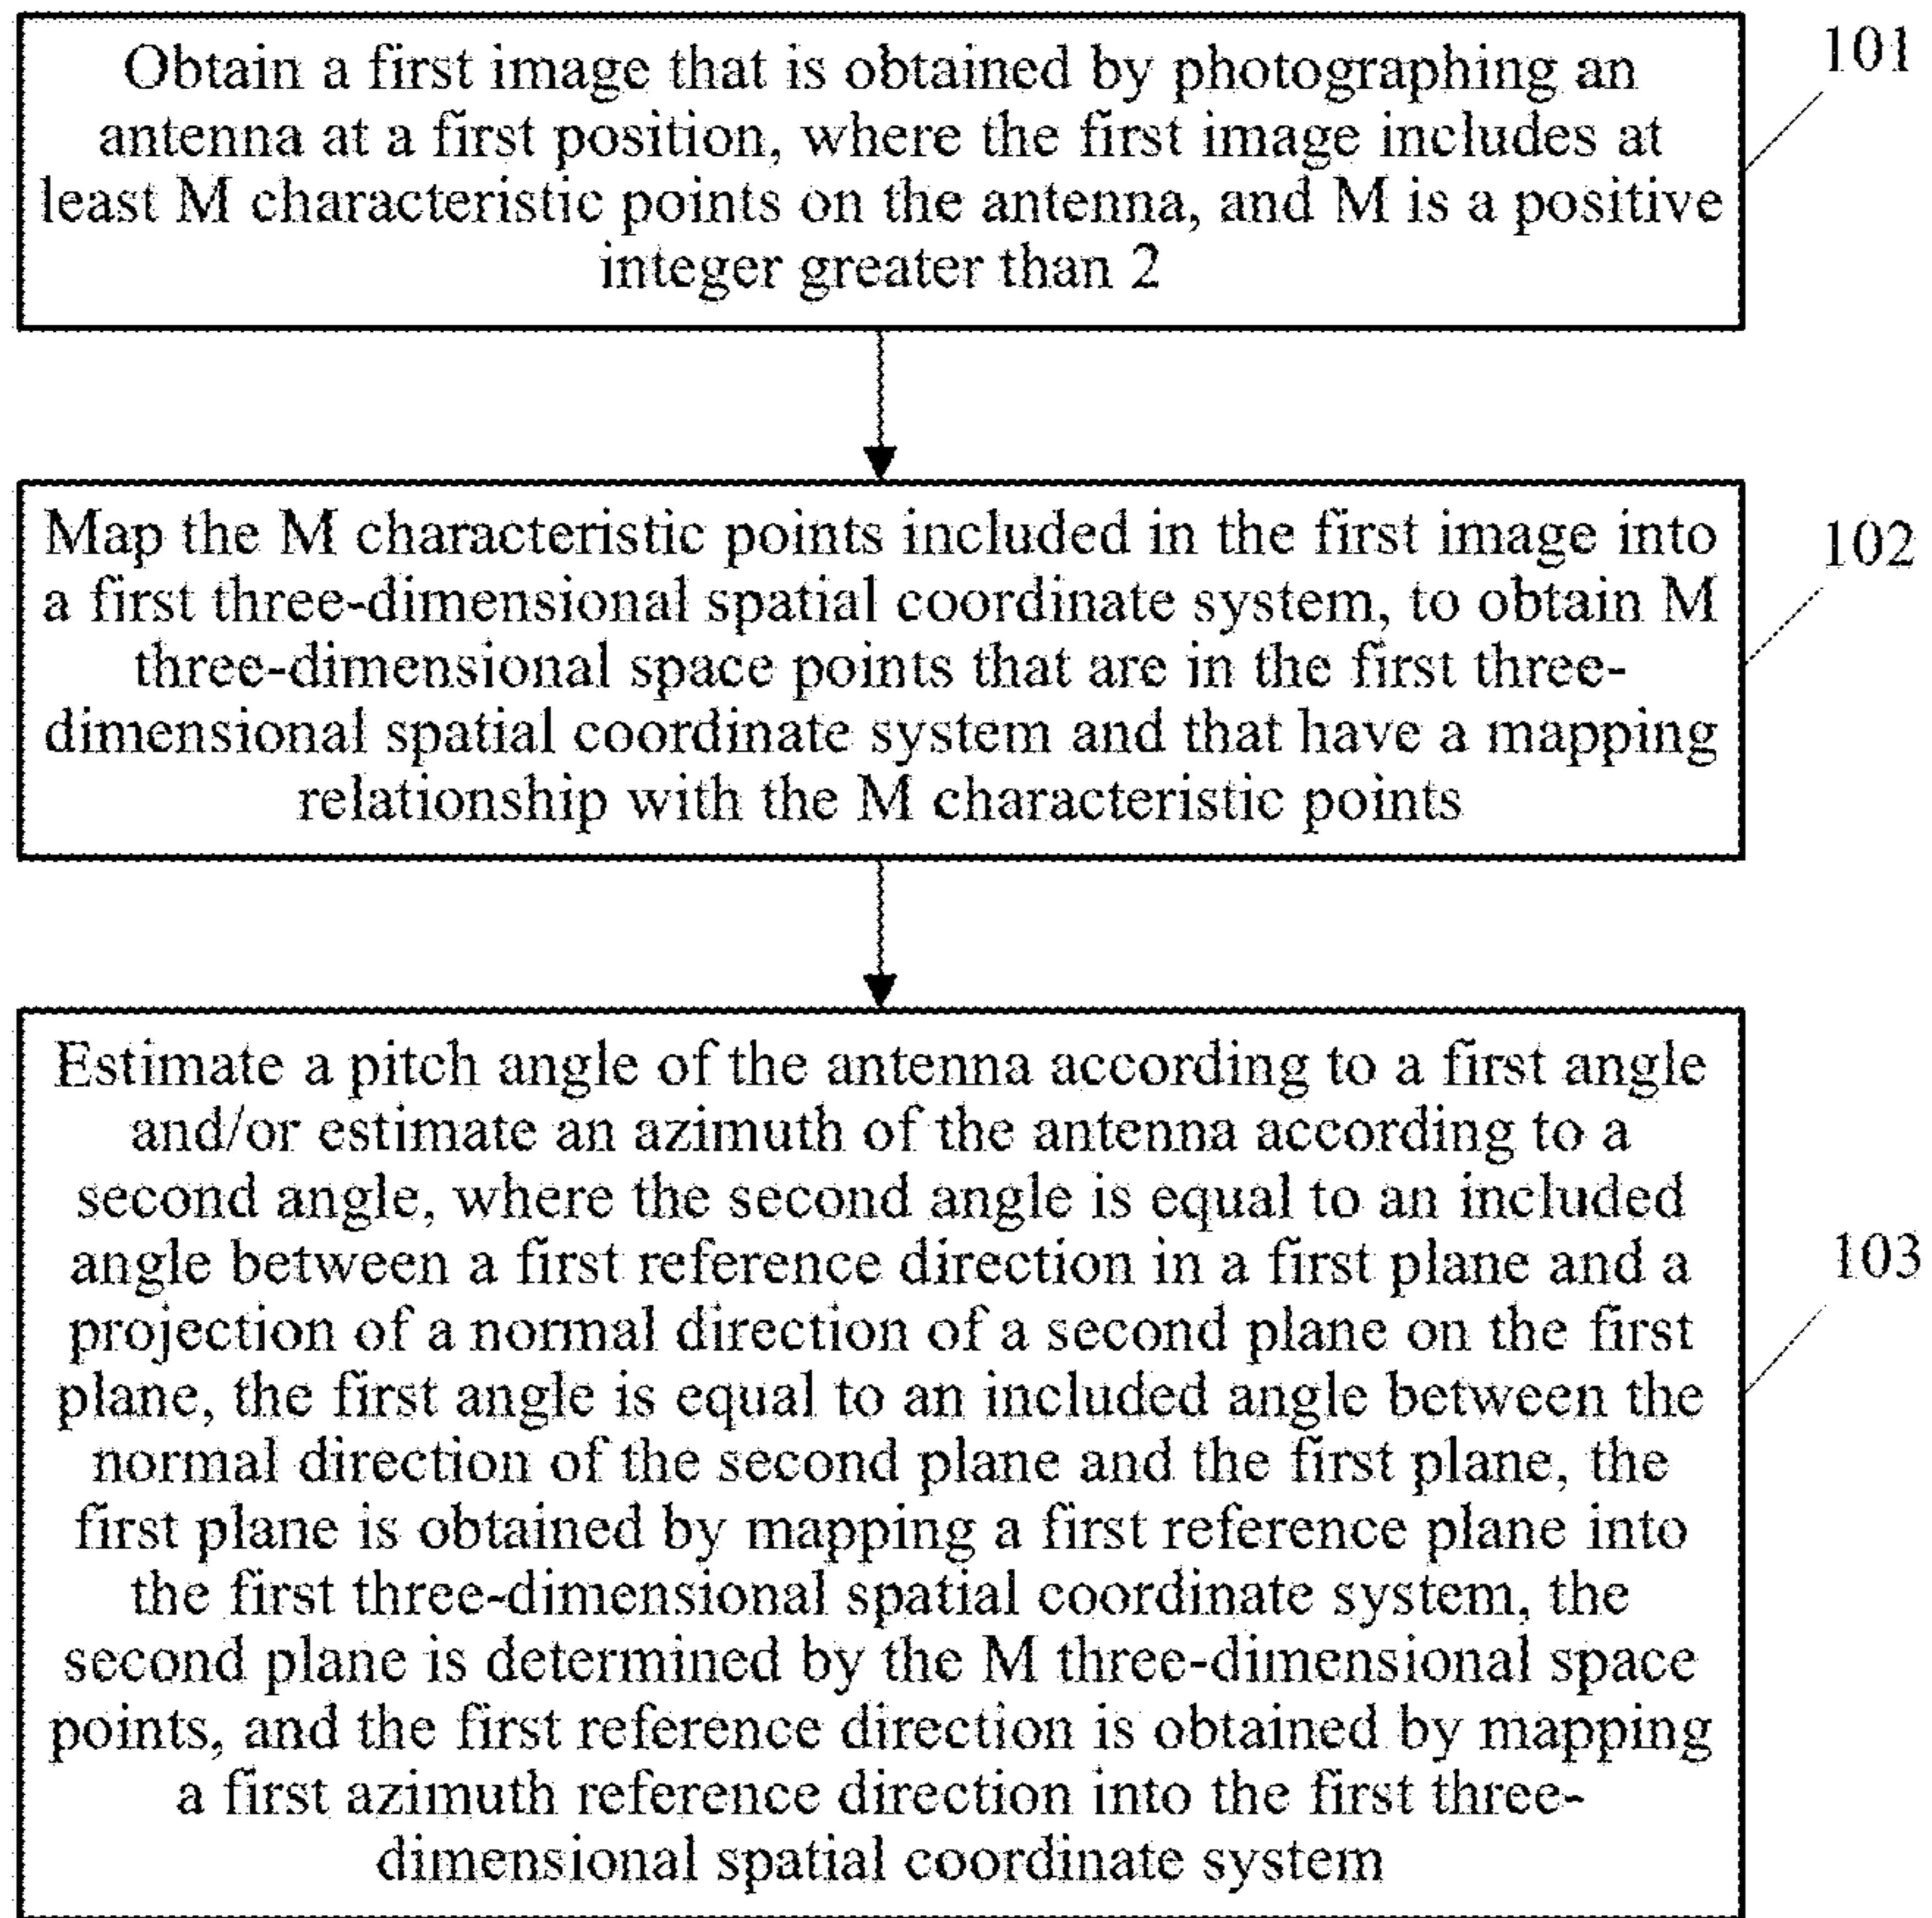 Obtain a first image that is obtained by photographing an
antenna at a first position, where the first image includes at
least M characteristic points on the antenna, and M is a positive
integer greater than 2
101
Map the M characteristic points included in the first image into
a first three-dimensional spatial coordinate system, to obtain M
three-dimensional space points that are in the first three-
dimensional spatial coordinate system and that have a mapping
relationship with the M characteristic points
102
Estimate a pitch angle of the antenna according to a first angle
and/or estimate an azimuth of the antenna according to a
second angle, where the second angle is equal to an included
angle between a first reference direction in a first plane and a
projection of a normal direction of a second plane on the first
plane, the first angle is equal to an included angle between the
normal direction of the second plane and the first plane, the
first plane is obtained by mapping a first reference plane into
the first three-dimensional spatial coordinate system, the
second plane is determined by the M three-dimensional space
points, and the first reference direction is obtained by mapping
a first azimuth reference direction into the first three-
dimensional spatial coordinate system
103